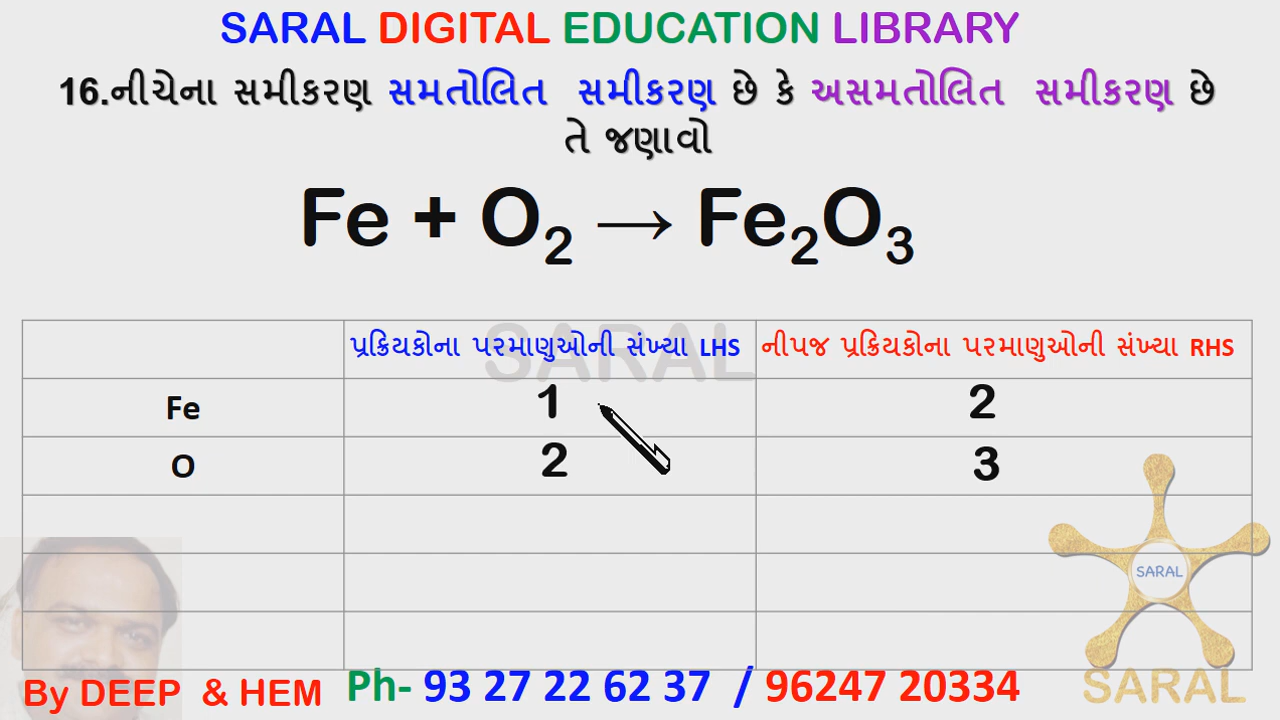 SARAL DIGITAL EDUCATION LIBRARY
16.નીચેના સમીકરણ સમતોલિત સમીકરણ છે કે અસમતોલિત સમીકરણ છે
તે જણાવો
Fe + O₂ → Fe₂O₃
SARAL
પ્રક્રિયકોના પરમાણુઓની સંખ્યા LHS નીપજ પ્રક્રિયકોના પરમાણુઓની સંખ્યા RHS
Fe 1 2
O 2 3
SARAL
SARAL
By DEEP & HEM Ph- 93 27 22 62 37 / 96247 20334